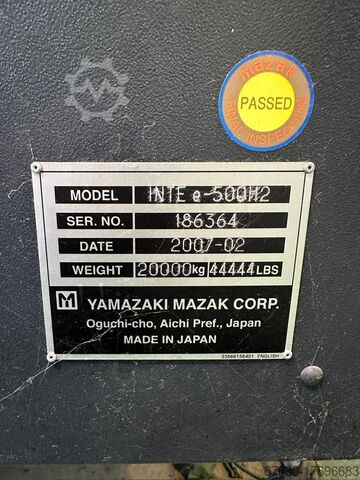 Mazak
PASSED
FINAL INSPECTION
MODEL INTE e-500H2
SER. NO. 186364
DATE 2007-02
WEIGHT 20000kg 44444LBS
M YAMAZAKI MAZAK CORP.
Oguchi-cho, Aichi Pref., Japan
MADE IN JAPAN
33566156401 ENGLISH